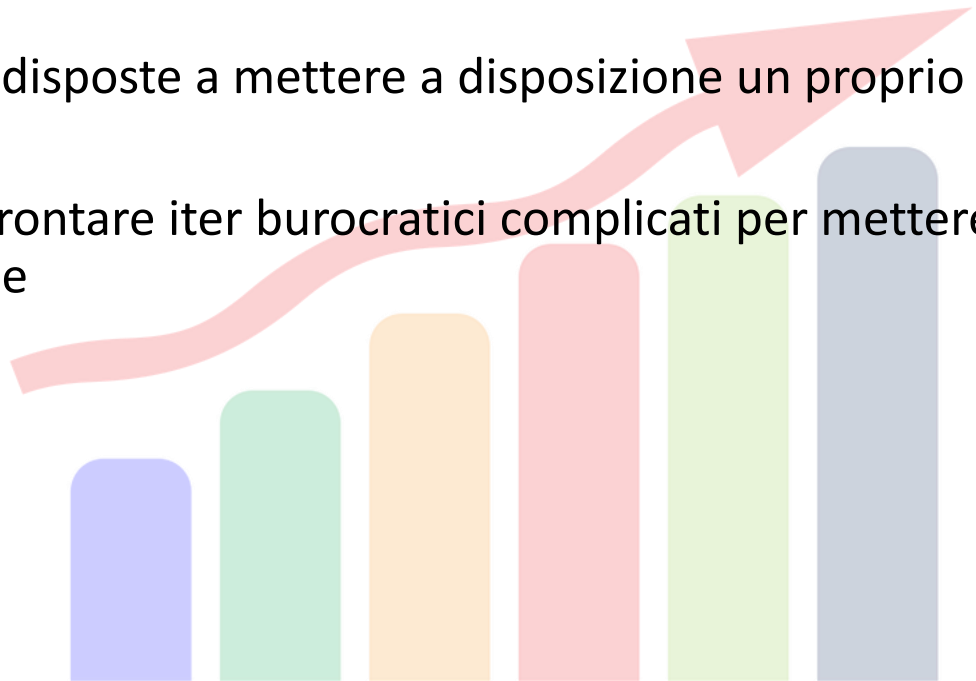 disposte a mettere a disposizione un proprio
rontare iter burocratici complicati per mettere
e